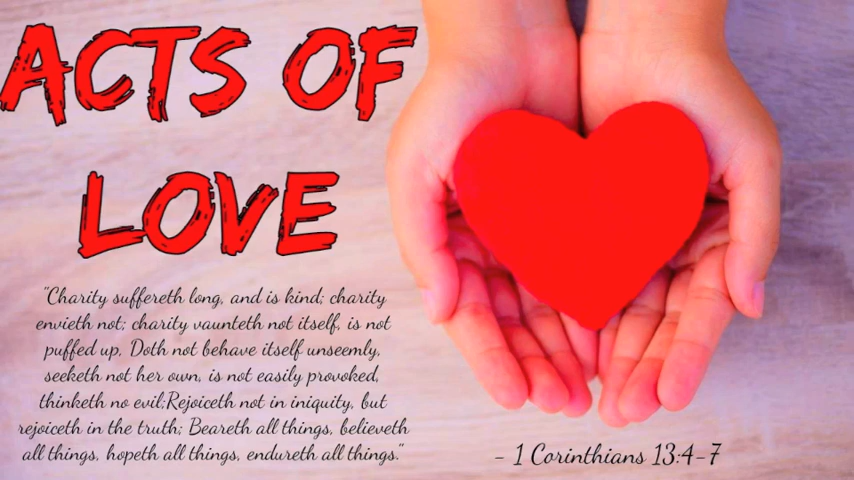 ACTS OF
LOVE
"Charity suffereth long, and is kind; charity
envieth not; charity vaunteth not itself, is not
puffed up, Doth not behave itself unseemly,
seeketh not her own, is not easily provoked,
thinketh no evil;Rejoiceth not in iniquity, but
rejoiceth in the truth; Beareth all things, believeth
all things, hopeth all things, endureth all things."
- 1 Corinthians 13:4-7